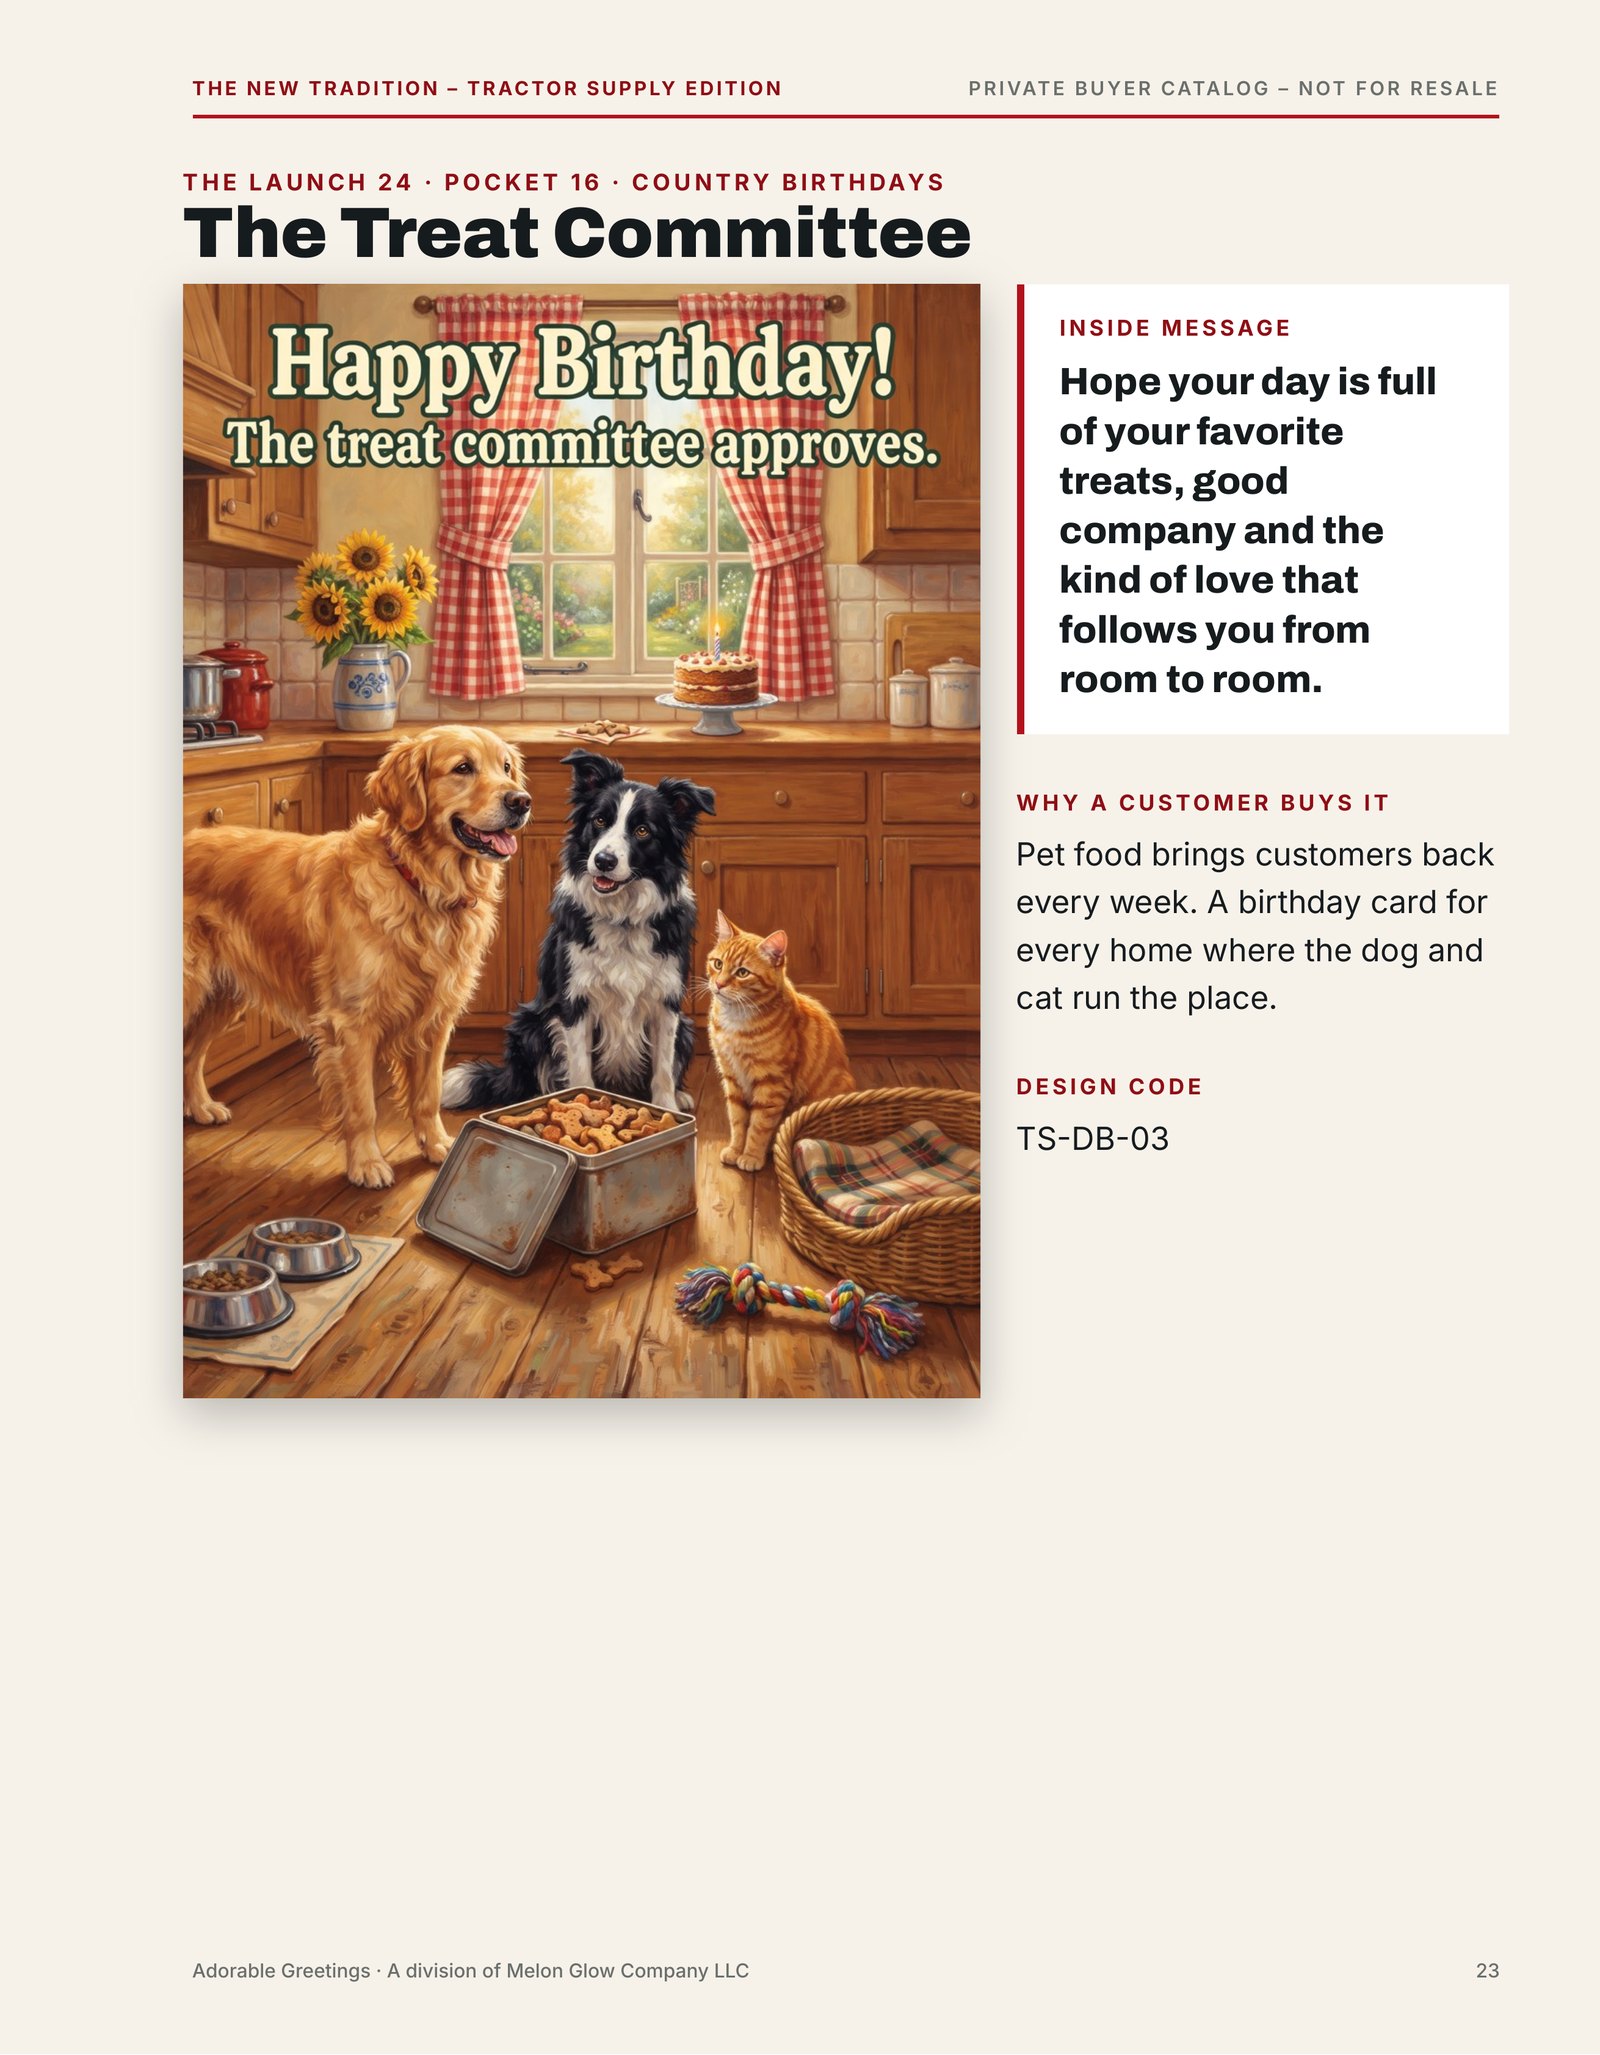 THE NEW TRADITION – TRACTOR SUPPLY EDITION
PRIVATE BUYER CATALOG – NOT FOR RESALE
THE LAUNCH 24 · POCKET 16 · COUNTRY BIRTHDAYS
The Treat Committee
Happy Birthday!
The treat committee approves.
INSIDE MESSAGE
Hope your day is full
of your favorite
treats, good
company and the
kind of love that
follows you from
room to room.
WHY A CUSTOMER BUYS IT
Pet food brings customers back
every week. A birthday card for
every home where the dog and
cat run the place.
DESIGN CODE
TS-DB-03
Adorable Greetings · A division of Melon Glow Company LLC
23